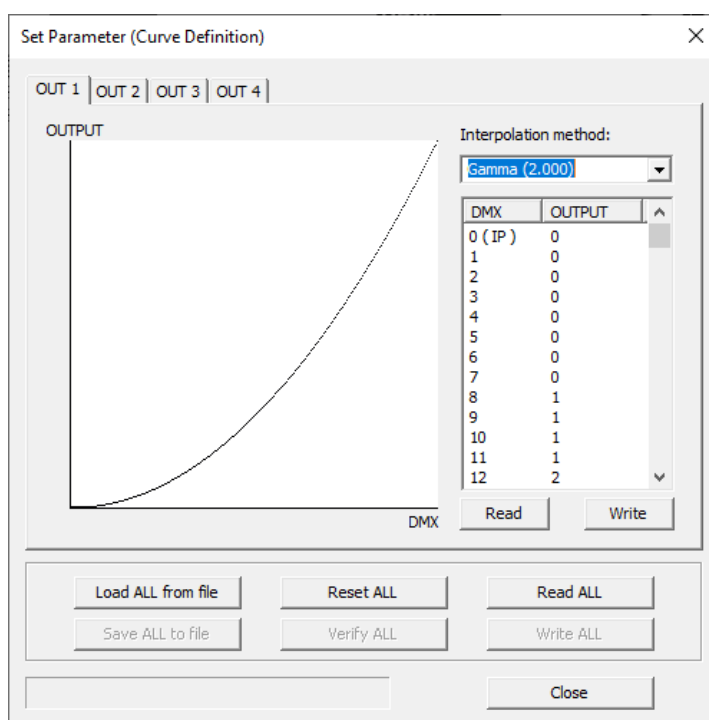 Set Parameter (Curve Definition)
OUT 1 OUT 2 OUT 3 OUT 4
OUTPUT
DMX
Interpolation method:
Gamma (2.000)
DMX OUTPUT
0 ( IP ) 0
1 0
2 0
3 0
4 0
5 0
6 0
7 0
8 1
9 1
10 1
11 1
12 2
Read Write
Load ALL from file Reset ALL Read ALL
Save ALL to file Verify ALL Write ALL
Close